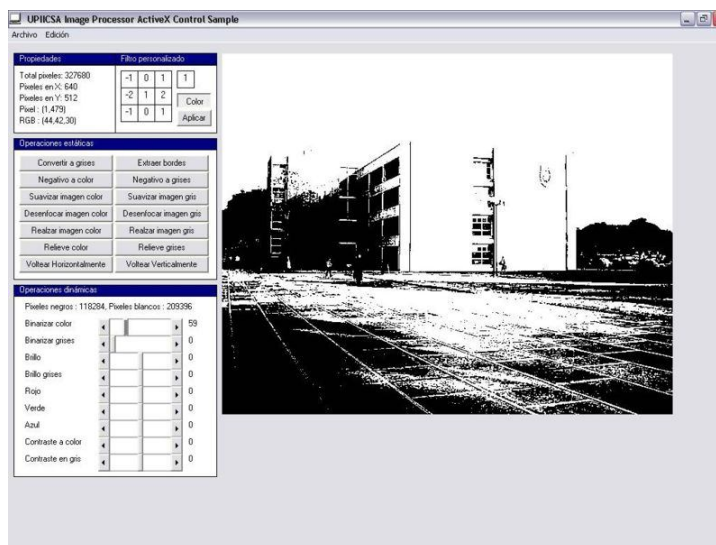 UPIICSA Image Processor ActiveX Control Sample
Archivo Edición
Propiedades
Total pixeles: 327680
Pixeles en X: 640
Pixeles en Y: 512
Pixel : (1,479)
RGB : (44,42,30)
Filtro personalizado
-1 0 1 1
-2 1 2
-1 0 1
Color
Aplicar
Operaciones estáticas
Convertir a grises Extraer bordes
Negativo a color Negativo a grises
Suavizar imagen color Suavizar imagen gris
Desenfocar imagen color Desenfocar imagen gris
Realzar imagen color Realzar imagen gris
Relieve color Relieve grises
Voltear Horizontalmente Voltear Verticalmente
Operaciones dinámicas
Pixeles negros : 118284, Pixeles blancos : 209396
Binarizar color 59
Binarizar grises 0
Brillo 0
Brillo grises 0
Rojo 0
Verde 0
Azul 0
Contraste a color 0
Contraste en gris 0